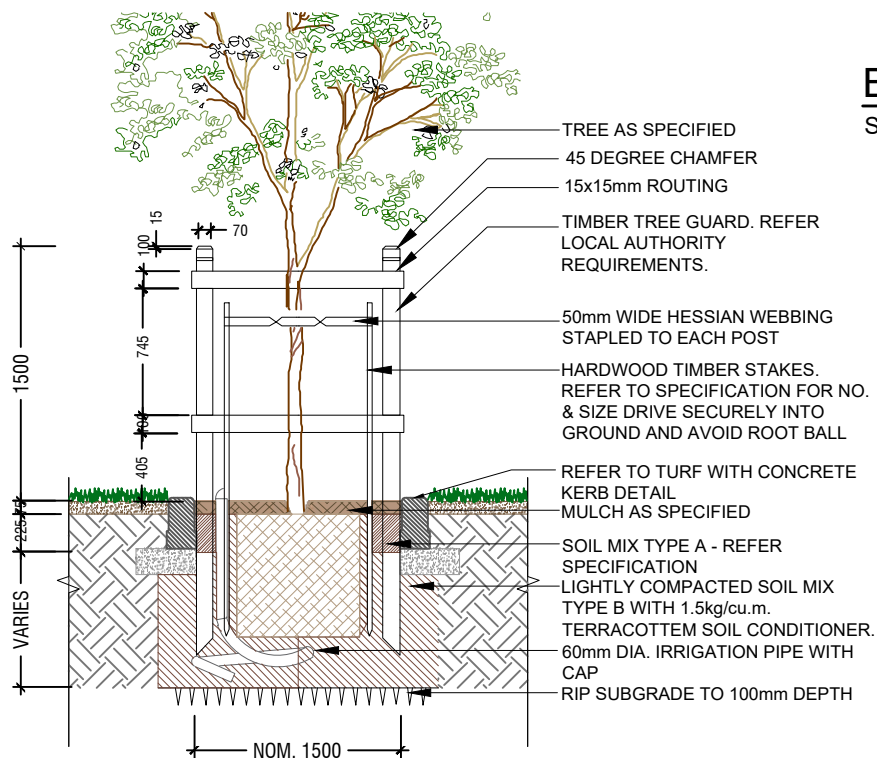 E
S
TREE AS SPECIFIED
45 DEGREE CHAMFER
15x15mm ROUTING
TIMBER TREE GUARD. REFER
LOCAL AUTHORITY
REQUIREMENTS.
50mm WIDE HESSIAN WEBBING
STAPLED TO EACH POST
HARDWOOD TIMBER STAKES.
REFER TO SPECIFICATION FOR NO.
& SIZE DRIVE SECURELY INTO
GROUND AND AVOID ROOT BALL
REFER TO TURF WITH CONCRETE
KERB DETAIL
MULCH AS SPECIFIED
SOIL MIX TYPE A - REFER
SPECIFICATION
LIGHTLY COMPACTED SOIL MIX
TYPE B WITH 1.5kg/cu.m.
TERRACOTTEM SOIL CONDITIONER.
60mm DIA. IRRIGATION PIPE WITH
CAP
RIP SUBGRADE TO 100mm DEPTH
15
70
100
745
1500
100
405
75
225
VARIES
NOM. 1500